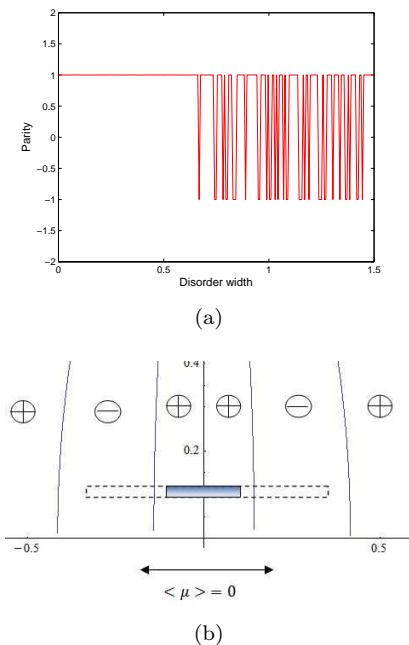 2
1.5
1
0.5
0
-0.5
-1
-1.5
-2
Parity
0 0.5 1 1.5
Disorder width
(a)
0.4
+ − + + − +
0.2
−0.5 0.5
< μ > = 0
(b)